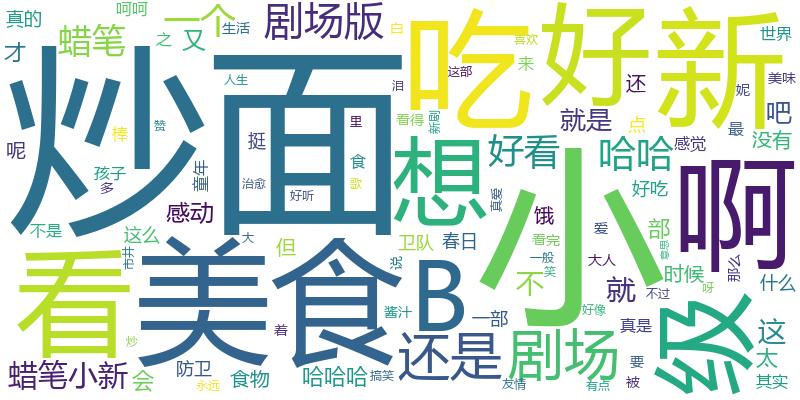 真的
呵呵
一个
剧场版
吃
好
新
喜欢
世界
蜡笔
又
之
生活
白
才
炒面
这部
来
还
妮
美味
人生
泪
呢
棒
赞
挺
里
看得
新剧
就是
点
最
吧
没有
孩子
多
童年
食
治愈
歌
好听
想
好看
哈哈
感觉
好吃
啊
感动
真爱
饿
小
爱
部
意思
不是
这么
大
但
卫队
春日
看完
一般
笑
大人
时候
那么
什么
看
市井
美食
说
B
不
就
呀
级
着
酱汁
一部
好像
不过
这
炒
还是
剧场
真是
太
蜡笔小新
会
防卫
永远
食物
哈哈哈
搞笑
友情
有点
要
被
其实